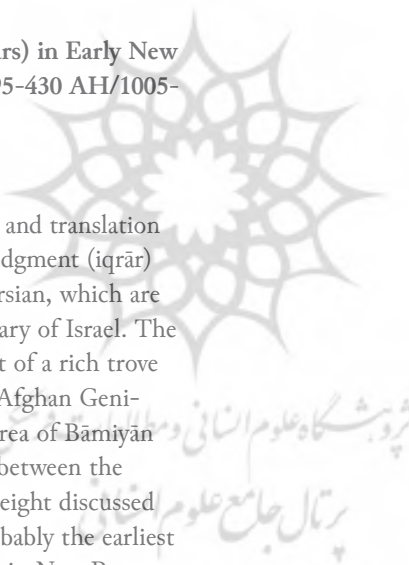 rs) in Early New
95-430 AH/1005-
and translation
dgment (iqrār)
rsian, which are
ary of Israel. The
t of a rich trove
Afghan Geni-
rea of Bāmiyān
between the
eight discussed
bably the earliest
پژوهشگاه علوم انسانی و مطالعات فرهنگی
پرتال جامع علوم انسانی